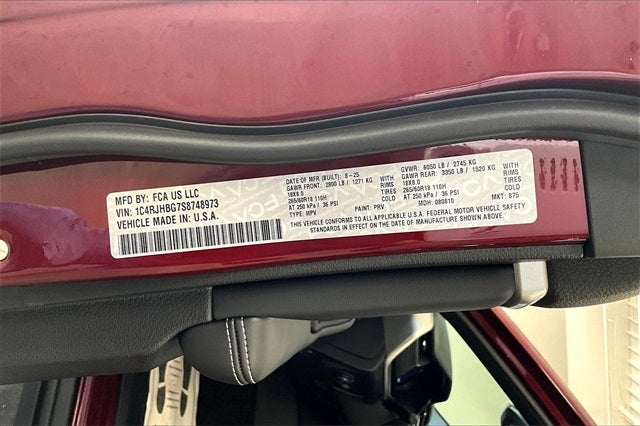 MFD BY: FCA US LLC
VIN: 1C4RJHBG7S8748973
VEHICLE MADE IN U.S.A.
DATE OF MFR (BUILT): 8-25
GAWR FRONT: 2800 LB / 1271 KG WITH
18X8.0 RIMS
265/60R18 110H TIRES
AT 250 kPa / 36 PSI
TYPE: MPV
GVWR: 6050 LB / 2745 KG
GAWR REAR: 3350 LB / 1520 KG WITH
18X8.0 RIMS
265/60R18 110H TIRES
AT 250 kPa / 36 PSI
MDH: 080810 MKT: 875
THIS VEHICLE CONFORMS TO ALL APPLICABLE U.S.A. FEDERAL MOTOR VEHICLE SAFETY
STANDARDS IN EFFECT ON THE DATE OF MANUFACTURE SHOWN ABOVE.